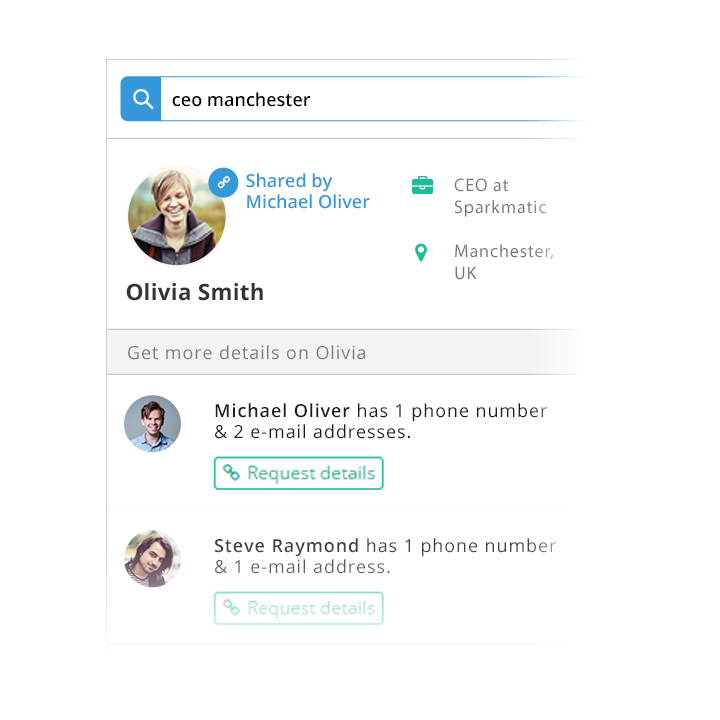 ceo manchester
Shared by
Michael Oliver
CEO at
Sparkmatic
Manchester,
UK
Olivia Smith
Get more details on Olivia
Michael Oliver has 1 phone number
& 2 e-mail addresses.
Request details
Steve Raymond has 1 phone number
& 1 e-mail address.
Request details